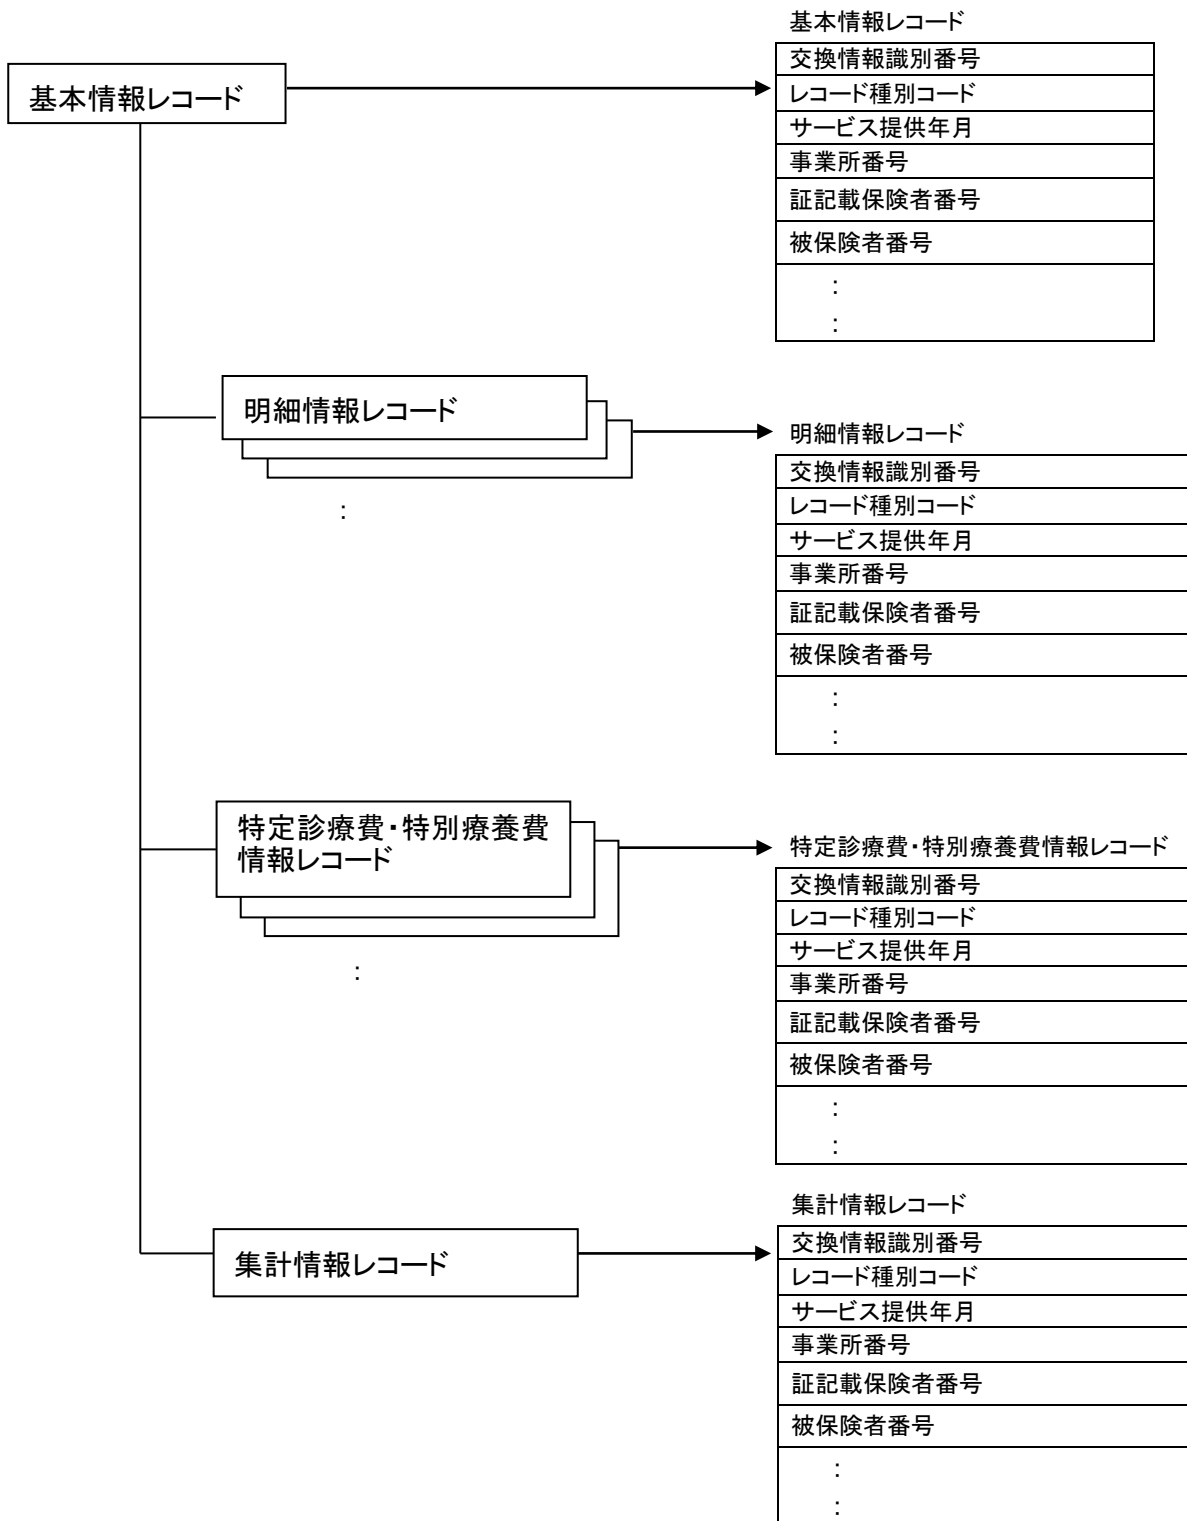 基本情報レコード
基本情報レコード
交換情報識別番号
レコード種別コード
サービス提供年月
事業所番号
証記載保険者番号
被保険者番号
:
:
明細情報レコード
:
明細情報レコード
交換情報識別番号
レコード種別コード
サービス提供年月
事業所番号
証記載保険者番号
被保険者番号
:
:
特定診療費・特別療養費
情報レコード
:
特定診療費・特別療養費情報レコード
交換情報識別番号
レコード種別コード
サービス提供年月
事業所番号
証記載保険者番号
被保険者番号
:
:
集計情報レコード
集計情報レコード
交換情報識別番号
レコード種別コード
サービス提供年月
事業所番号
証記載保険者番号
被保険者番号
:
: